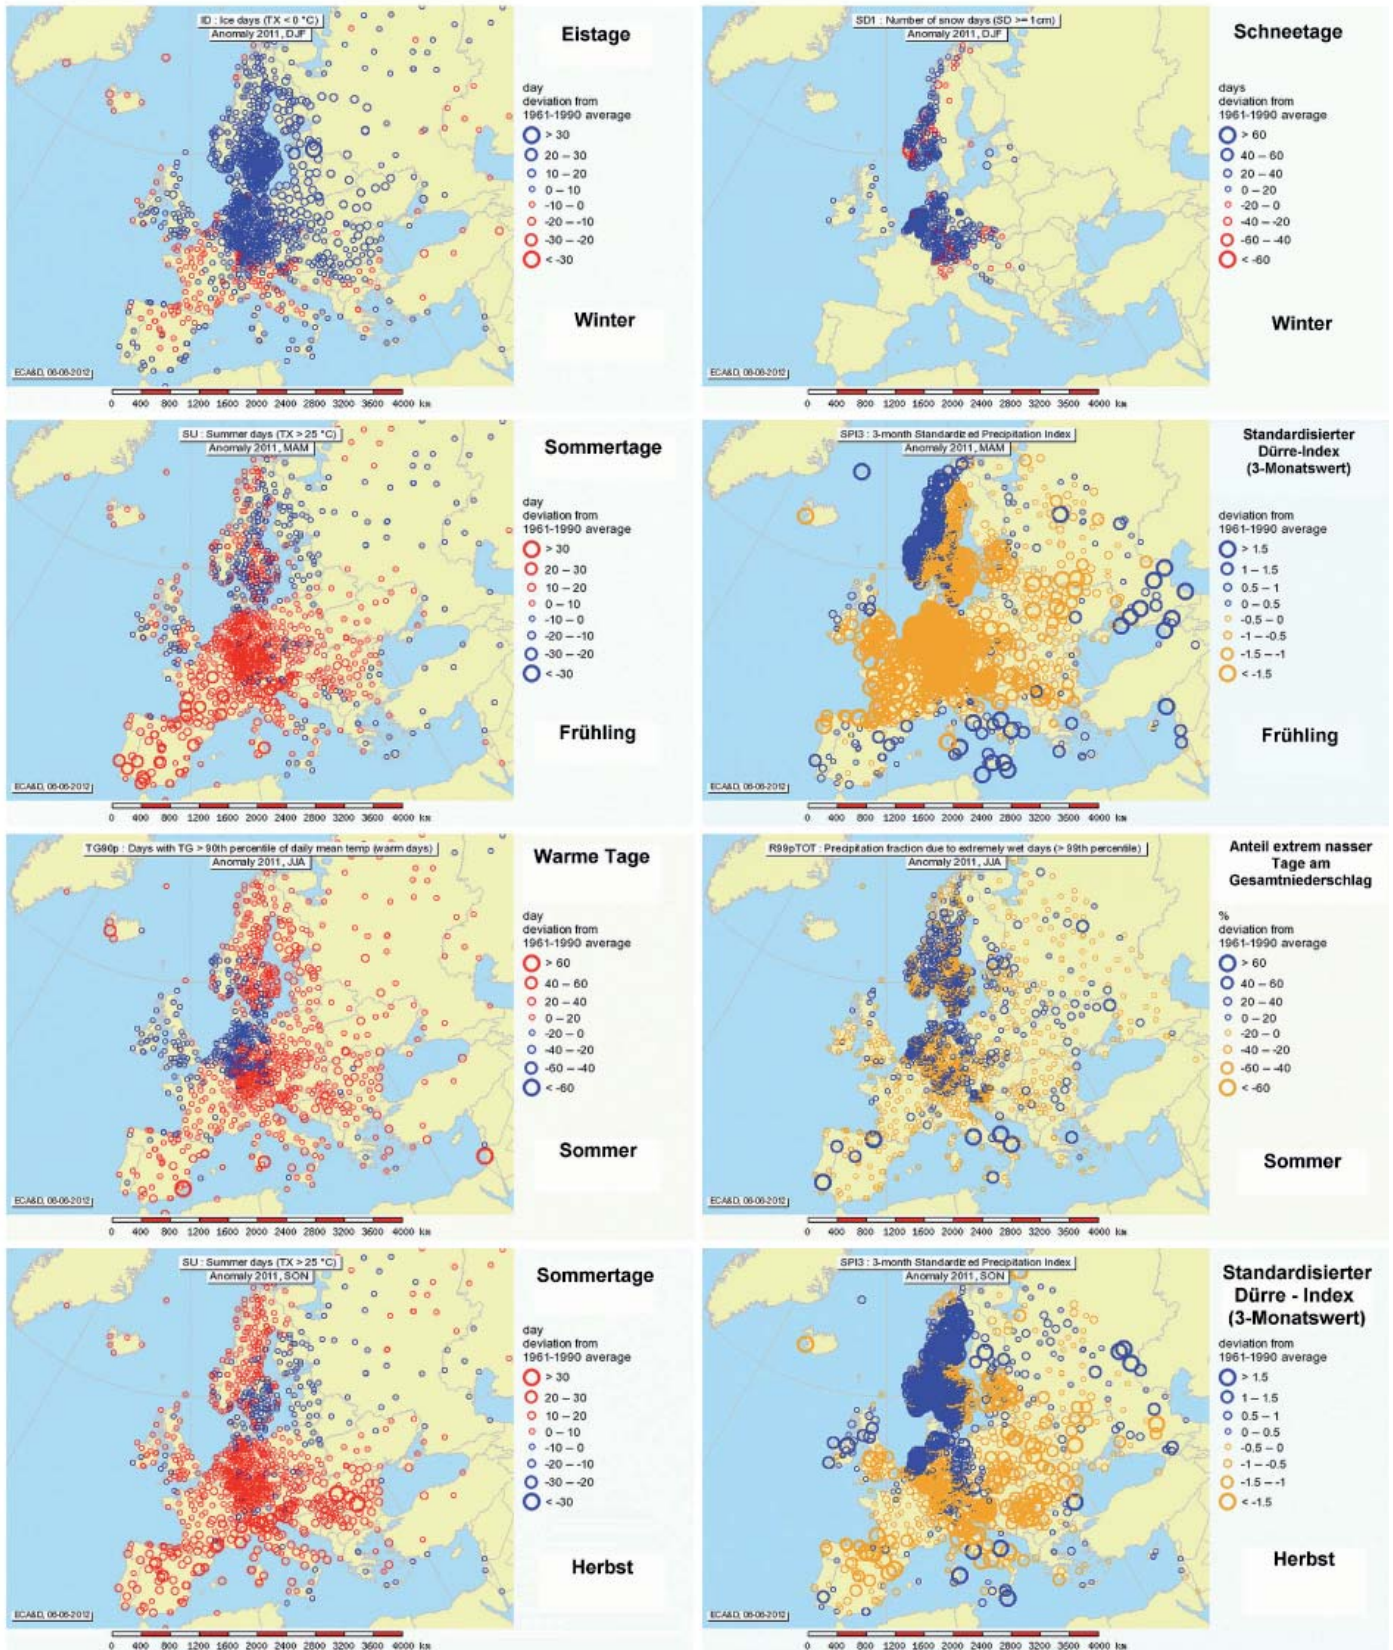 ID : Ice days (TX < 0 °C)
Anomaly 2011, DJF
Eistage
day
deviation from
1961-1990 average
> 30
20 – 30
10 – 20
0 – 10
-10 – 0
-20 – -10
-30 – -20
< -30
Winter
ECA&D, 06-06-2012
0 400 800 1200 1600 2000 2400 2800 3200 3600 4000 km
SD1 : Number of snow days (SD >= 1cm)
Anomaly 2011, DJF
Schneetage
days
deviation from
1961-1990 average
> 60
40 – 60
20 – 40
0 – 20
-20 – 0
-40 – -20
-60 – -40
< -60
Winter
ECA&D, 06-06-2012
0 400 800 1200 1600 2000 2400 2800 3200 3600 4000 km
SU : Summer days (TX > 25 °C)
Anomaly 2011, MAM
Sommertage
day
deviation from
1961-1990 average
> 30
20 – 30
10 – 20
0 – 10
-10 – 0
-20 – -10
-30 – -20
< -30
Frühling
ECA&D, 06-06-2012
0 400 800 1200 1600 2000 2400 2800 3200 3600 4000 km
SPI3 : 3-month Standardized Precipitation Index
Anomaly 2011, MAM
Standardisierter
Dürre-Index
(3-Monatswert)
deviation from
1961-1990 average
> 1.5
1 – 1.5
0.5 – 1
0 – 0.5
-0.5 – 0
-1 – -0.5
-1.5 – -1
< -1.5
Frühling
ECA&D, 06-06-2012
0 400 800 1200 1600 2000 2400 2800 3200 3600 4000 km
TG90p : Days with TG > 90th percentile of daily mean temp (warm days)
Anomaly 2011, JJA
Warme Tage
day
deviation from
1961-1990 average
> 60
40 – 60
20 – 40
0 – 20
-20 – 0
-40 – -20
-60 – -40
< -60
Sommer
ECA&D, 06-06-2012
0 400 800 1200 1600 2000 2400 2800 3200 3600 4000 km
R99pTOT : Precipitation fraction due to extremely wet days (> 99th percentile)
Anomaly 2011, JJA
Anteil extrem nasser
Tage am
Gesamtniederschlag
%
deviation from
1961-1990 average
> 60
40 – 60
20 – 40
0 – 20
-20 – 0
-40 – -20
-60 – -40
< -60
Sommer
ECA&D, 06-06-2012
0 400 800 1200 1600 2000 2400 2800 3200 3600 4000 km
SU : Summer days (TX > 25 °C)
Anomaly 2011, SON
Sommertage
day
deviation from
1961-1990 average
> 30
20 – 30
10 – 20
0 – 10
-10 – 0
-20 – -10
-30 – -20
< -30
Herbst
ECA&D, 06-06-2012
0 400 800 1200 1600 2000 2400 2800 3200 3600 4000 km
SPI3 : 3-month Standardized Precipitation Index
Anomaly 2011, SON
Standardisierter
Dürre - Index
(3-Monatswert)
deviation from
1961-1990 average
> 1.5
1 – 1.5
0.5 – 1
0 – 0.5
-0.5 – 0
-1 – -0.5
-1.5 – -1
< -1.5
Herbst
ECA&D, 06-06-2012
0 400 800 1200 1600 2000 2400 2800 3200 3600 4000 km